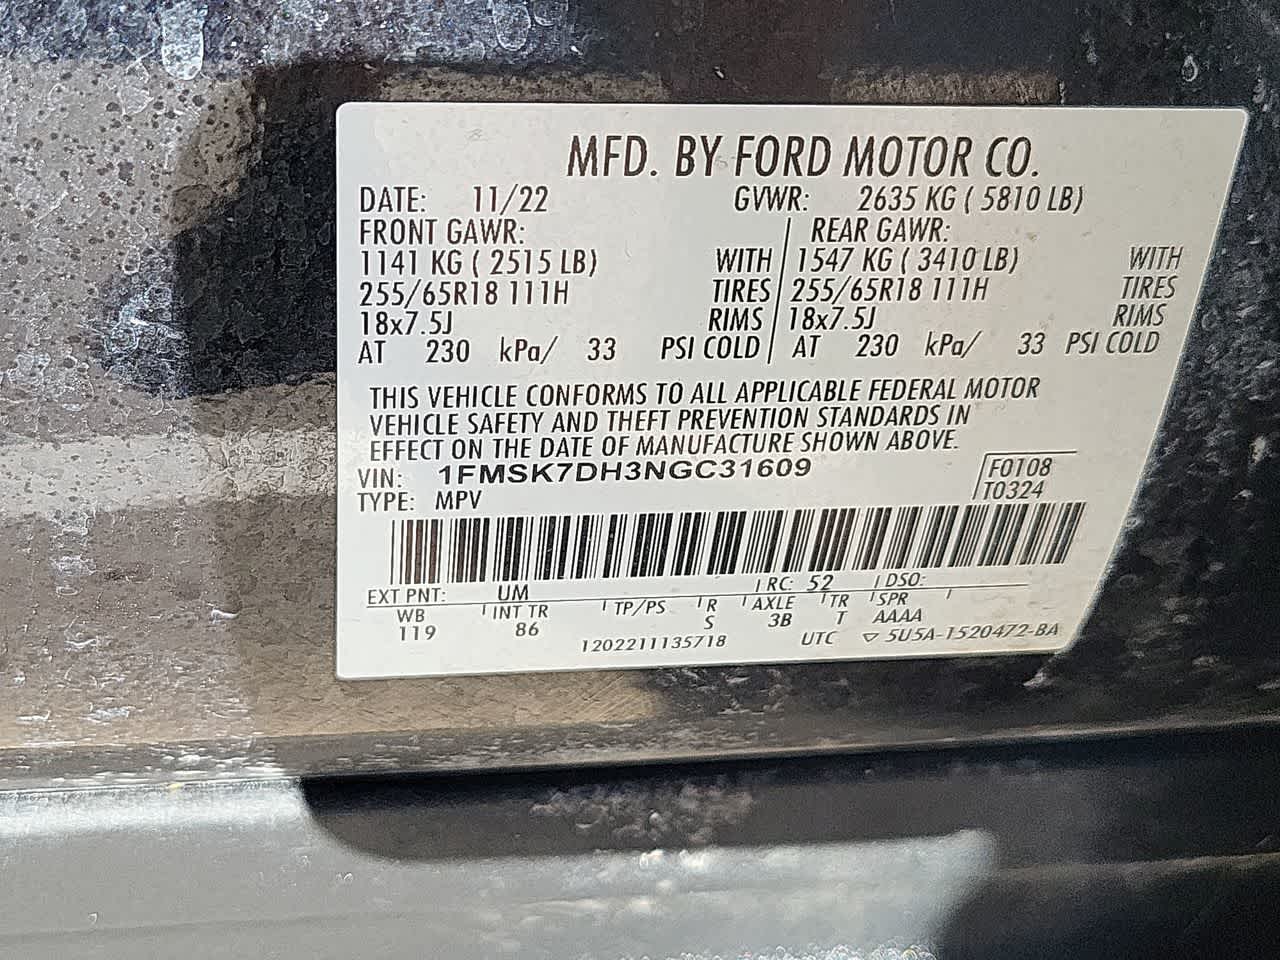 MFD. BY FORD MOTOR CO.
DATE: 11/22 GVWR: 2635 KG ( 5810 LB)
FRONT GAWR: REAR GAWR:
1141 KG ( 2515 LB) WITH 1547 KG ( 3410 LB) WITH
255/65R18 111H TIRES 255/65R18 111H TIRES
18x7.5J RIMS 18x7.5J RIMS
AT 230 kPa/ 33 PSI COLD AT 230 kPa/ 33 PSI COLD
THIS VEHICLE CONFORMS TO ALL APPLICABLE FEDERAL MOTOR
VEHICLE SAFETY AND THEFT PREVENTION STANDARDS IN
EFFECT ON THE DATE OF MANUFACTURE SHOWN ABOVE.
VIN: 1FMSK7DH3NGC31609 F0108
TYPE: MPV T0324
EXT PNT: UM RC: 52 DSO:
WB INT TR TP/PS R AXLE TR SPR
119 86 S 3B T AAAA
1202211135718 UTC ▽ 5U5A-1520472-BA